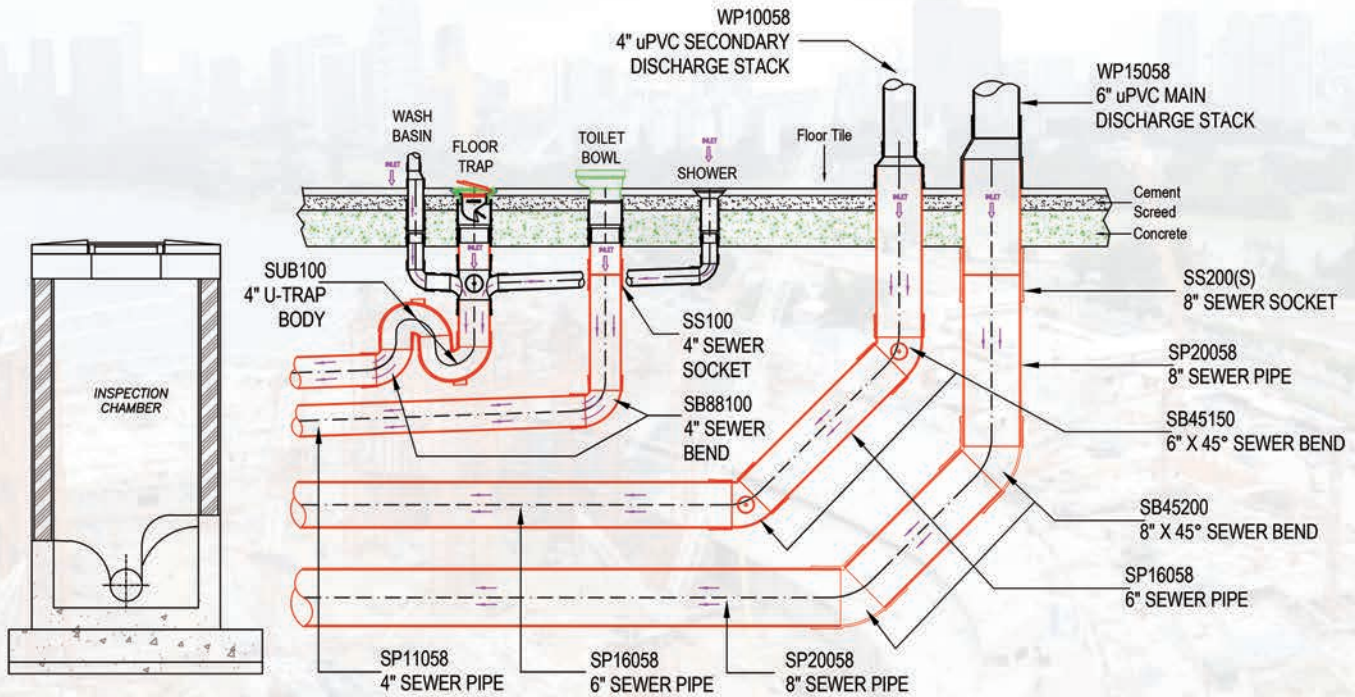 WP10058
4" uPVC SECONDARY
DISCHARGE STACK
WP15058
6" uPVC MAIN
DISCHARGE STACK
WASH
BASIN
INLET
FLOOR
TRAP
INLET
TOILET
BOWL
INLET
INLET
SHOWER
Floor Tile
INLET
INLET
Cement
Screed
Concrete
SUB100
4" U-TRAP
BODY
SS100
4" SEWER
SOCKET
SB88100
4" SEWER
BEND
SS200(S)
8" SEWER SOCKET
SP20058
8" SEWER PIPE
SB45150
6" X 45° SEWER BEND
SB45200
8" X 45° SEWER BEND
SP16058
6" SEWER PIPE
INSPECTION
CHAMBER
SP11058
4" SEWER PIPE
SP16058
6" SEWER PIPE
SP20058
8" SEWER PIPE